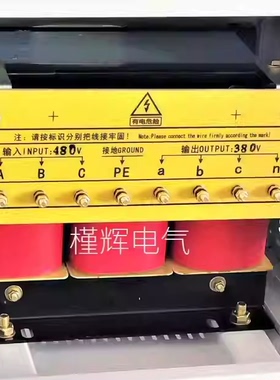 有电危险
+ +
注：请按标识分别把线接牢固！ (Note:Please connect the wire firmly according the mark)
输入INPUT:480V 接地GROUND 输出OUTPUT:380V
A B C PE a b c n
槿辉电气